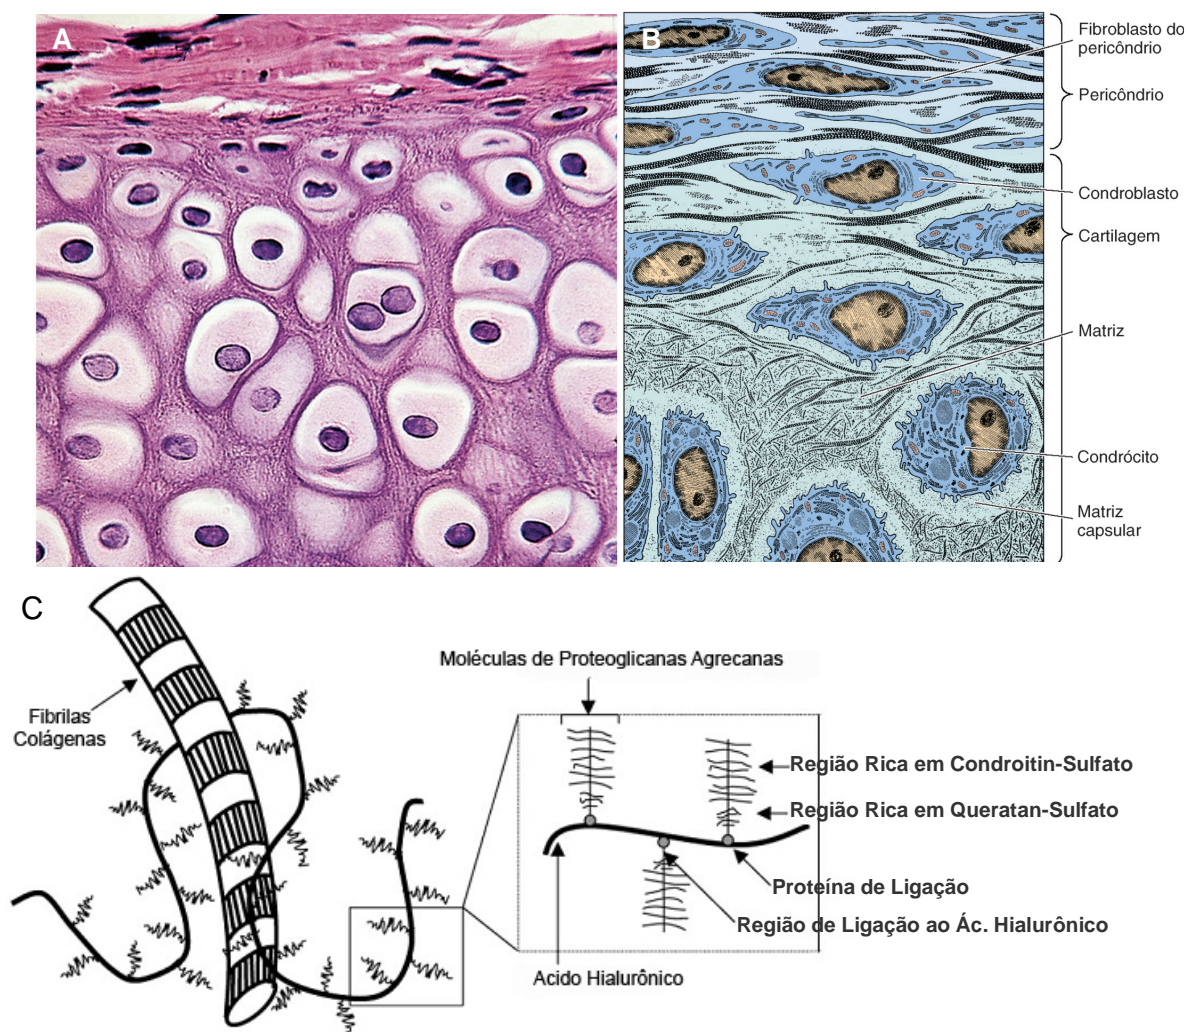 A
B
Fibroblasto do
pericôndrio
Pericôndrio
Condroblasto
Cartilagem
Matriz
Condrócito
Matriz
capsular
C
Fibrilas
Colágenas
Moléculas de Proteoglicanas Agrecanas
Região Rica em Condroitin-Sulfato
Região Rica em Queratan-Sulfato
Proteína de Ligação
Região de Ligação ao Ác. Hialurônico
Acido Hialurônico